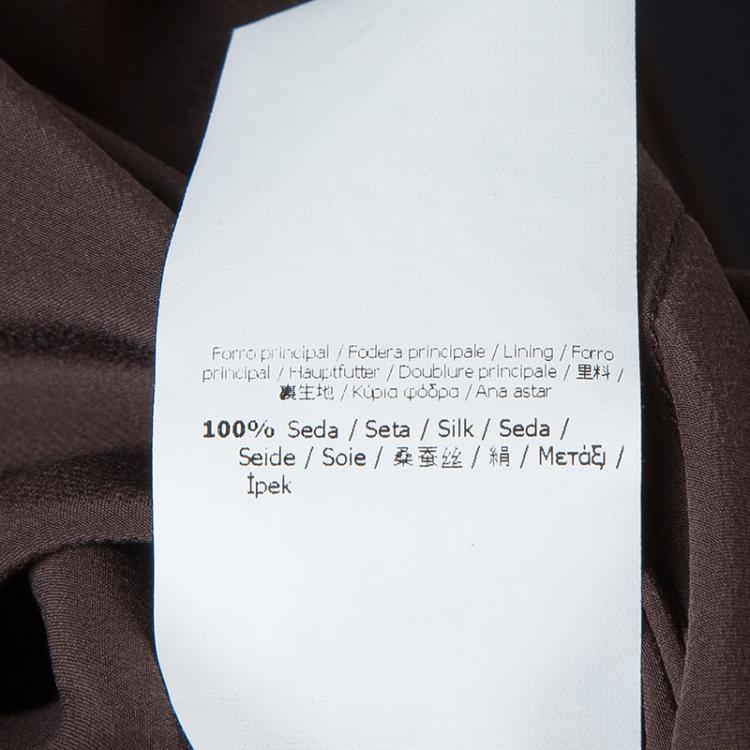 Forro principal / Fodera principale / Lining / Forro
principal / Hauptfutter / Doublure principale / 里料 /
裏生地 / Κύρια φόδρα / Ana astar
100% Seda / Seta / Silk / Seda /
Seide / Soie / 桑蚕丝 / 絹 / Μετάξι /
İpek